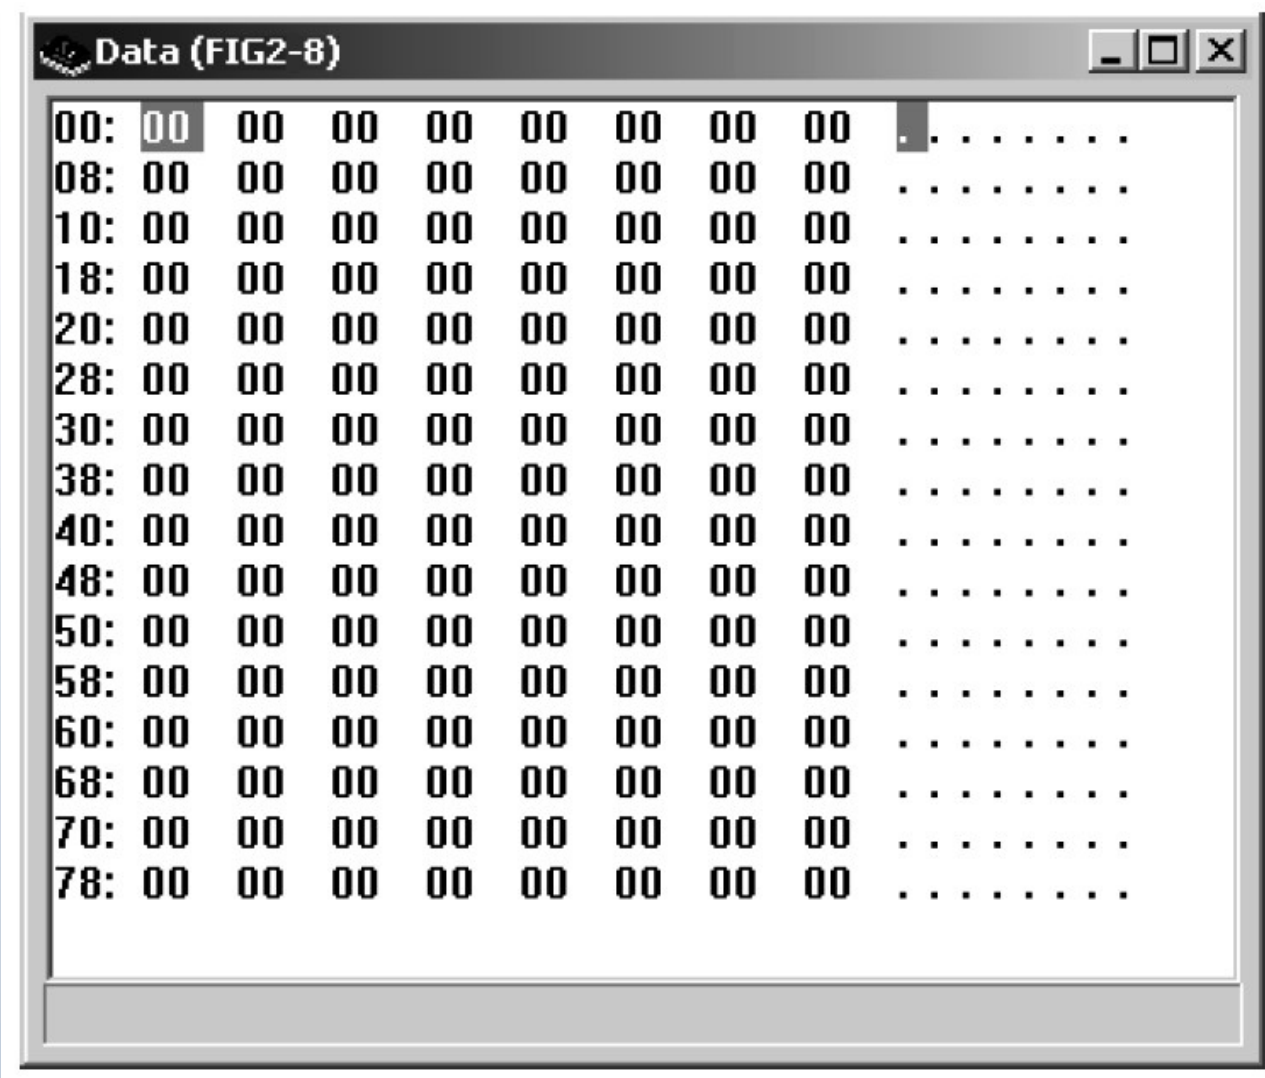 Data (FIG2-8)
00: 00 00 00 00 00 00 00 00 ........
08: 00 00 00 00 00 00 00 00 ........
10: 00 00 00 00 00 00 00 00 ........
18: 00 00 00 00 00 00 00 00 ........
20: 00 00 00 00 00 00 00 00 ........
28: 00 00 00 00 00 00 00 00 ........
30: 00 00 00 00 00 00 00 00 ........
38: 00 00 00 00 00 00 00 00 ........
40: 00 00 00 00 00 00 00 00 ........
48: 00 00 00 00 00 00 00 00 ........
50: 00 00 00 00 00 00 00 00 ........
58: 00 00 00 00 00 00 00 00 ........
60: 00 00 00 00 00 00 00 00 ........
68: 00 00 00 00 00 00 00 00 ........
70: 00 00 00 00 00 00 00 00 ........
78: 00 00 00 00 00 00 00 00 ........